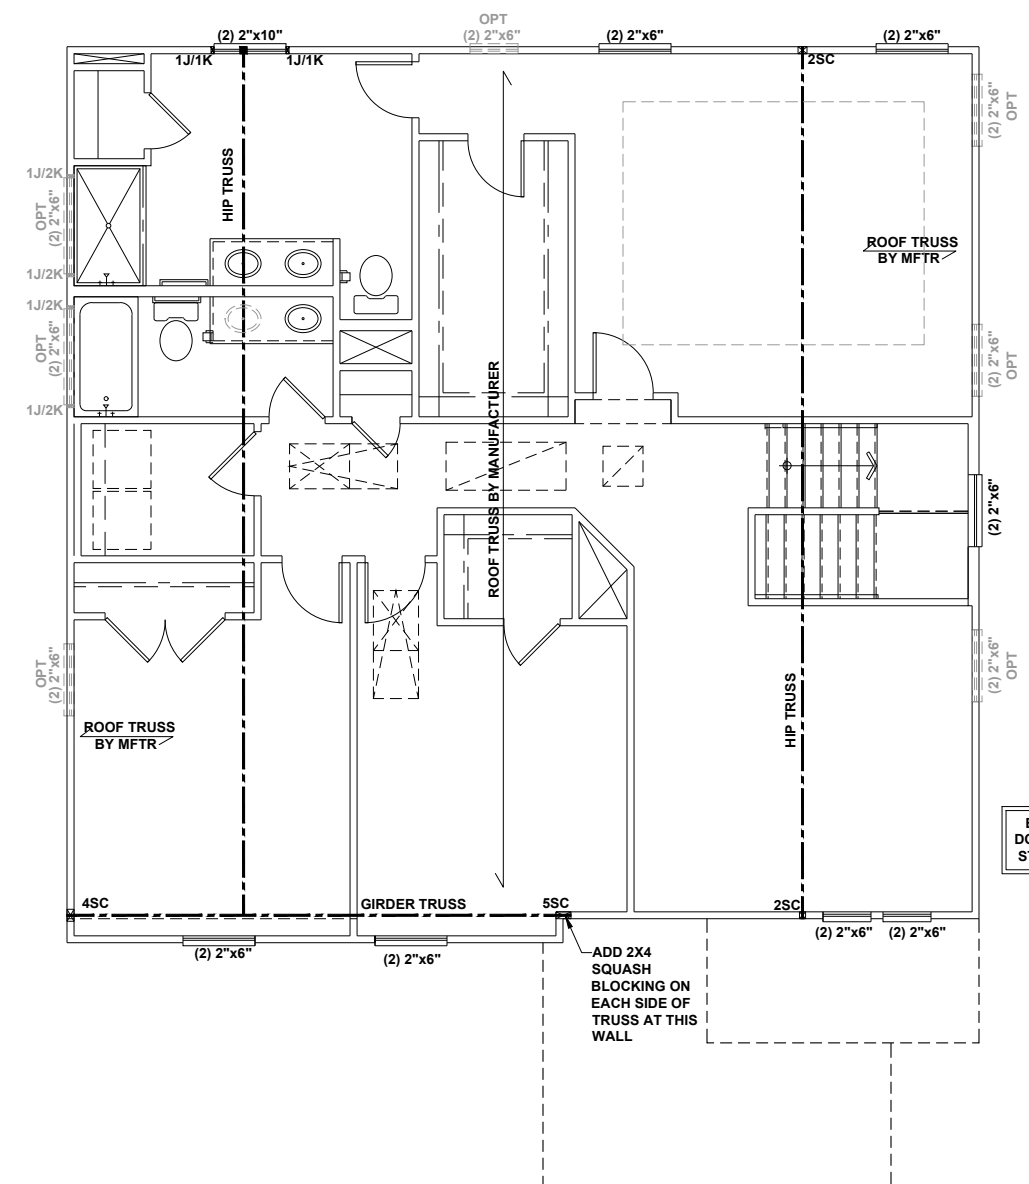 OPT
(2) 2"x6"
(2) 2"x10"
(2) 2"x6"
(2) 2"x6"
1J/1K
1J/1K
2SC
(2) 2"x6"
OPT
1J/2K
OPT
(2) 2"x6"
1J/2K
HIP TRUSS
ROOF TRUSS
BY MFTR
1J/2K
OPT
(2) 2"x6"
1J/2K
(2) 2"x6"
OPT
ROOF TRUSS BY MANUFACTURER
(2) 2"x6"
OPT
(2) 2"x6"
(2) 2"x6"
OPT
HIP TRUSS
ROOF TRUSS
BY MFTR
4SC
GIRDER TRUSS
5SC
2SC
(2) 2"x6"
(2) 2"x6"
(2) 2"x6"
(2) 2"x6"
ADD 2X4
SQUASH
BLOCKING ON
EACH SIDE OF
TRUSS AT THIS
WALL